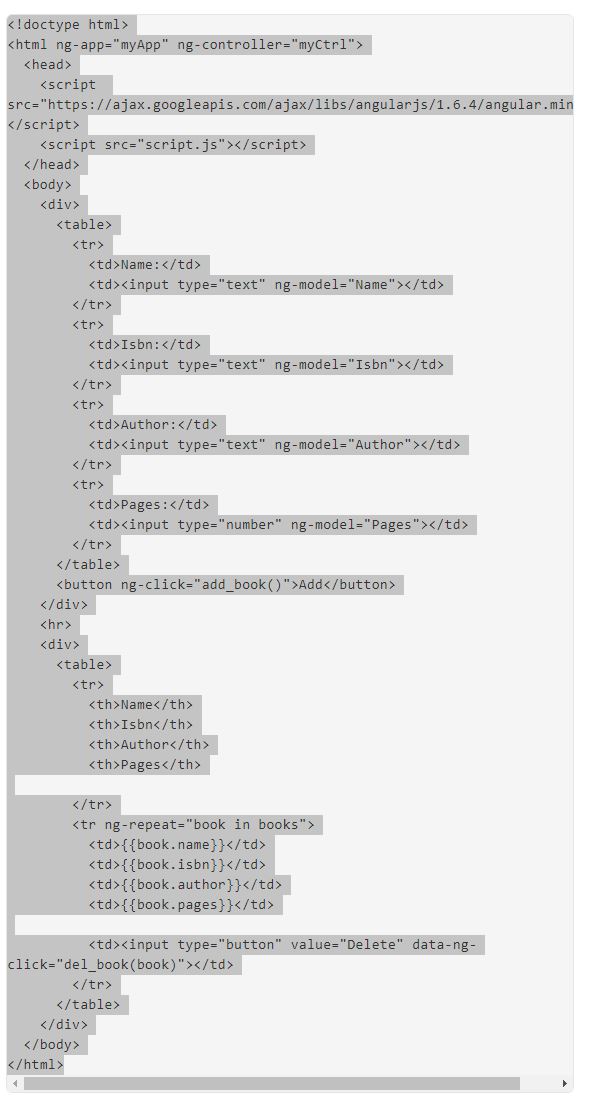 <!doctype html>
<html ng-app="myApp" ng-controller="myCtrl">
  <head>
    <script
src="https://ajax.googleapis.com/ajax/libs/angularjs/1.6.4/angular.min
</script>
    <script src="script.js"></script>
  </head>
  <body>
    <div>
      <table>
        <tr>
          <td>Name:</td>
          <td><input type="text" ng-model="Name"></td>
        </tr>
        <tr>
          <td>Isbn:</td>
          <td><input type="text" ng-model="Isbn"></td>
        </tr>
        <tr>
          <td>Author:</td>
          <td><input type="text" ng-model="Author"></td>
        </tr>
        <tr>
          <td>Pages:</td>
          <td><input type="number" ng-model="Pages"></td>
        </tr>
      </table>
      <button ng-click="add_book()">Add</button>
    </div>
    <hr>
    <div>
      <table>
        <tr>
          <th>Name</th>
          <th>Isbn</th>
          <th>Author</th>
          <th>Pages</th>

        </tr>
        <tr ng-repeat="book in books">
          <td>{{book.name}}</td>
          <td>{{book.isbn}}</td>
          <td>{{book.author}}</td>
          <td>{{book.pages}}</td>

          <td><input type="button" value="Delete" data-ng-
click="del_book(book)"></td>
        </tr>
      </table>
    </div>
  </body>
</html>